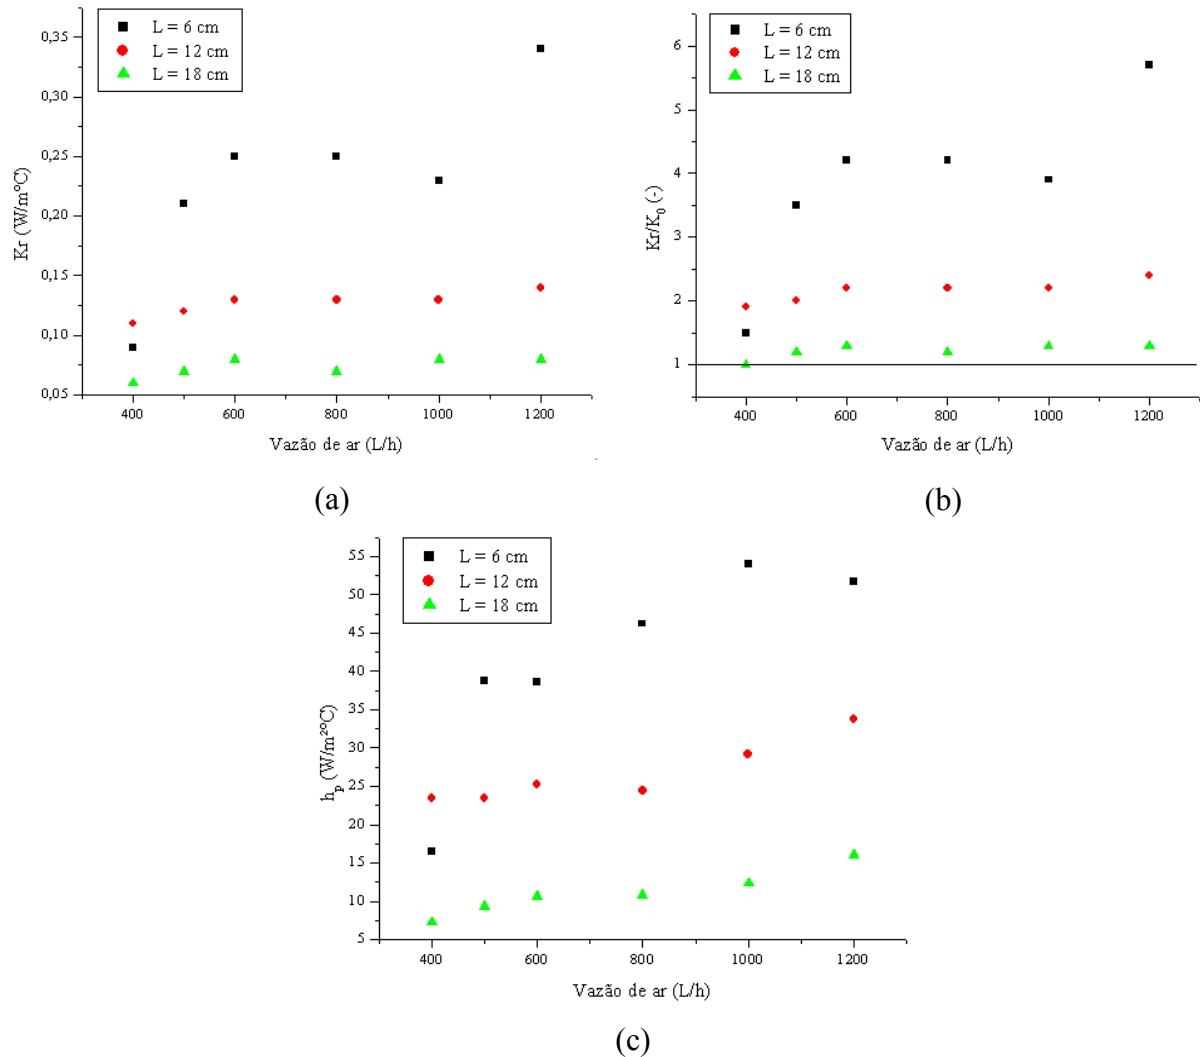 L = 6 cm
L = 12 cm
L = 18 cm
0,35
0,30
0,25
0,20
0,15
0,10
0,05
Kr (W/mºC)
400 600 800 1000 1200
Vazão de ar (L/h)
(a)
L = 6 cm
L = 12 cm
L = 18 cm
6
5
4
3
2
1
Kr/K₀ (-)
400 600 800 1000 1200
Vazão de ar (L/h)
(b)
L = 6 cm
L = 12 cm
L = 18 cm
55
50
45
40
35
30
25
20
15
10
5
hₚ (W/m²ºC)
400 600 800 1000 1200
Vazão de ar (L/h)
(c)